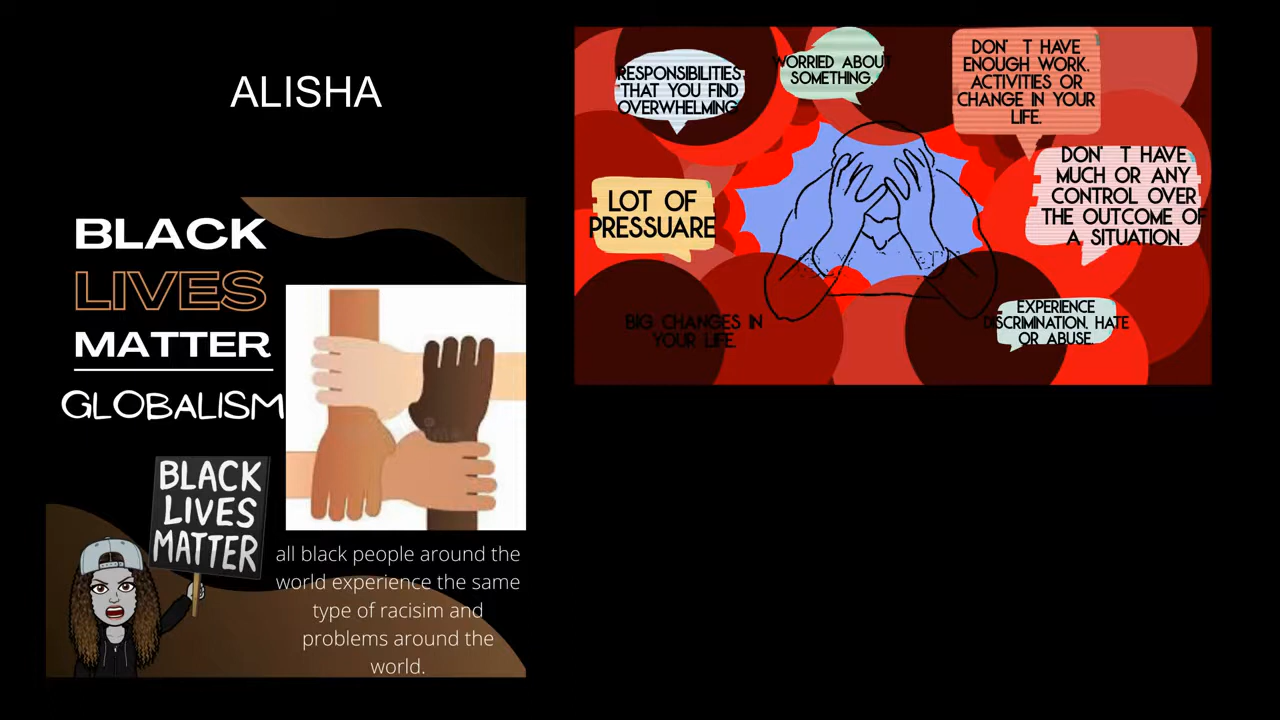 ALISHA
BLACK
LIVES
MATTER
GLOBALISM
BLACK
LIVES
MATTER
all black people around the
world experience the same
type of racisim and
problems around the
world.
RESPONSIBILITIES
THAT YOU FIND
OVERWHELMING
WORRIED ABOUT
SOMETHING.
DON' T HAVE
ENOUGH WORK,
ACTIVITIES OR
CHANGE IN YOUR
LIFE.
LOT OF
PRESSUARE
DON' T HAVE
MUCH OR ANY
CONTROL OVER
THE OUTCOME OF
A SITUATION.
BIG CHANGES IN
YOUR LIFE.
EXPERIENCE
DISCRIMINATION, HATE
OR ABUSE.